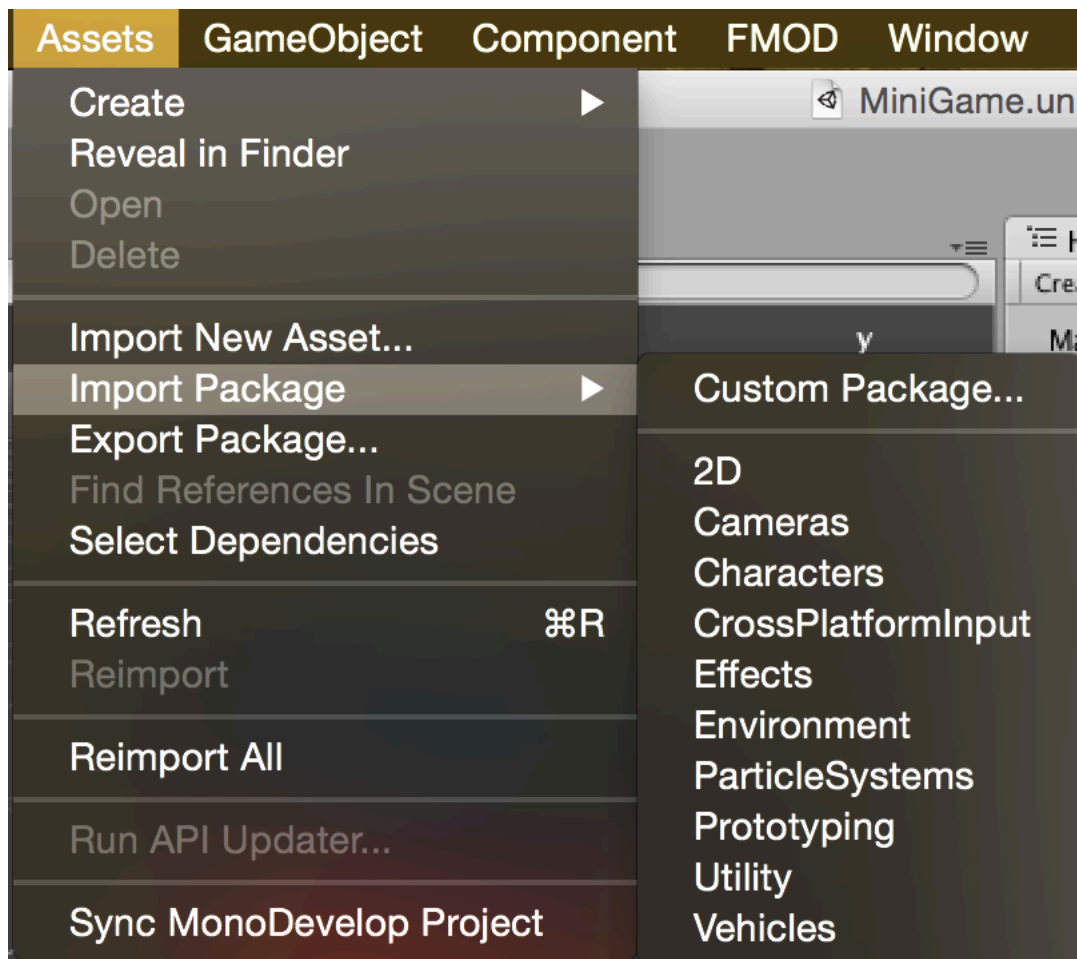 Assets GameObject Component FMOD Window
MiniGame.un
Create
Reveal in Finder
Open
Delete
Cre
y
Import New Asset...
Import Package
Export Package...
Find References In Scene
Select Dependencies
Refresh ⌘R
Reimport
Reimport All
Run API Updater...
Sync MonoDevelop Project
Custom Package...
2D
Cameras
Characters
CrossPlatformInput
Effects
Environment
ParticleSystems
Prototyping
Utility
Vehicles